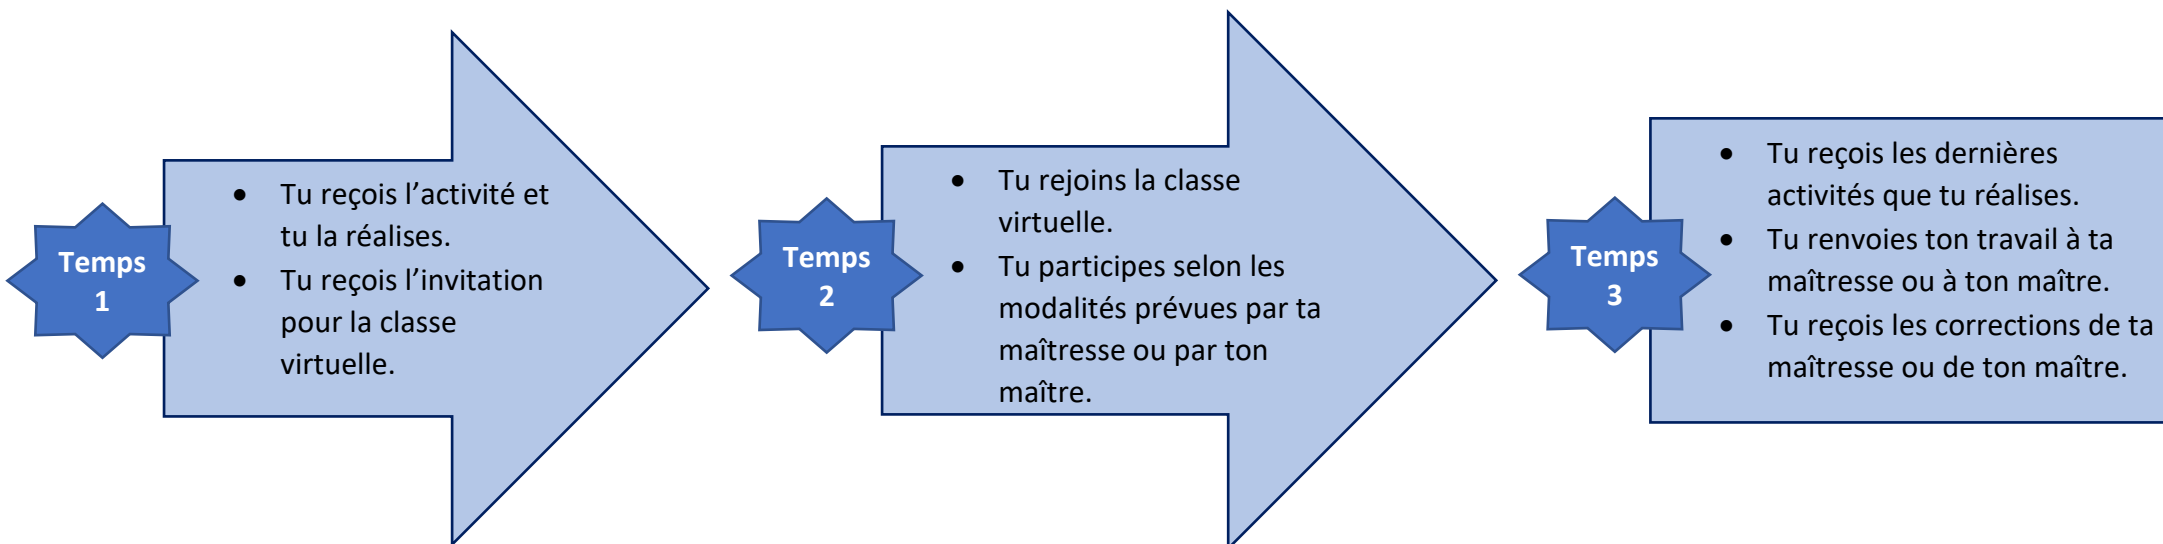 Temps
1
• Tu reçois l’activité et
tu la réalises.
• Tu reçois l’invitation
pour la classe
virtuelle.
Temps
2
• Tu rejoins la classe
virtuelle.
• Tu participes selon les
modalités prévues par ta
maîtresse ou par ton
maître.
Temps
3
• Tu reçois les dernières
activités que tu réalises.
• Tu renvoies ton travail à ta
maîtresse ou à ton maître.
• Tu reçois les corrections de ta
maîtresse ou de ton maître.